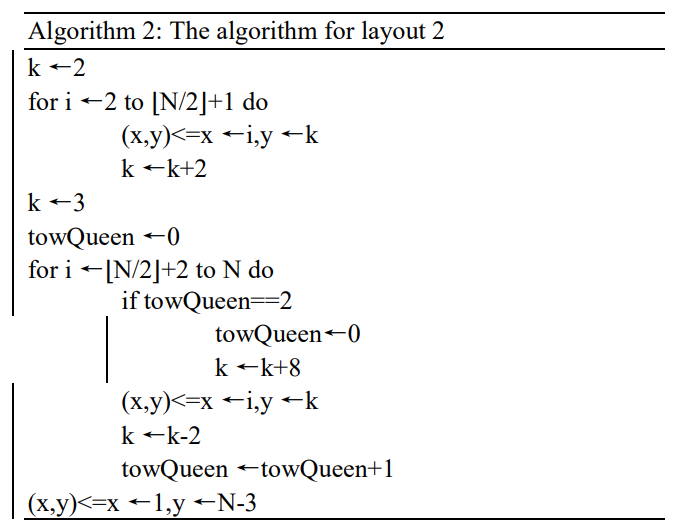 Algorithm 2: The algorithm for layout 2
k ←2
for i ←2 to ⌊N/2⌋+1 do
(x,y)<=x ←i,y ←k
k ←k+2
k ←3
towQueen ←0
for i ←⌊N/2⌋+2 to N do
if towQueen==2
towQueen←0
k ←k+8
(x,y)<=x ←i,y ←k
k ←k-2
towQueen ←towQueen+1
(x,y)<=x ←1,y ←N-3